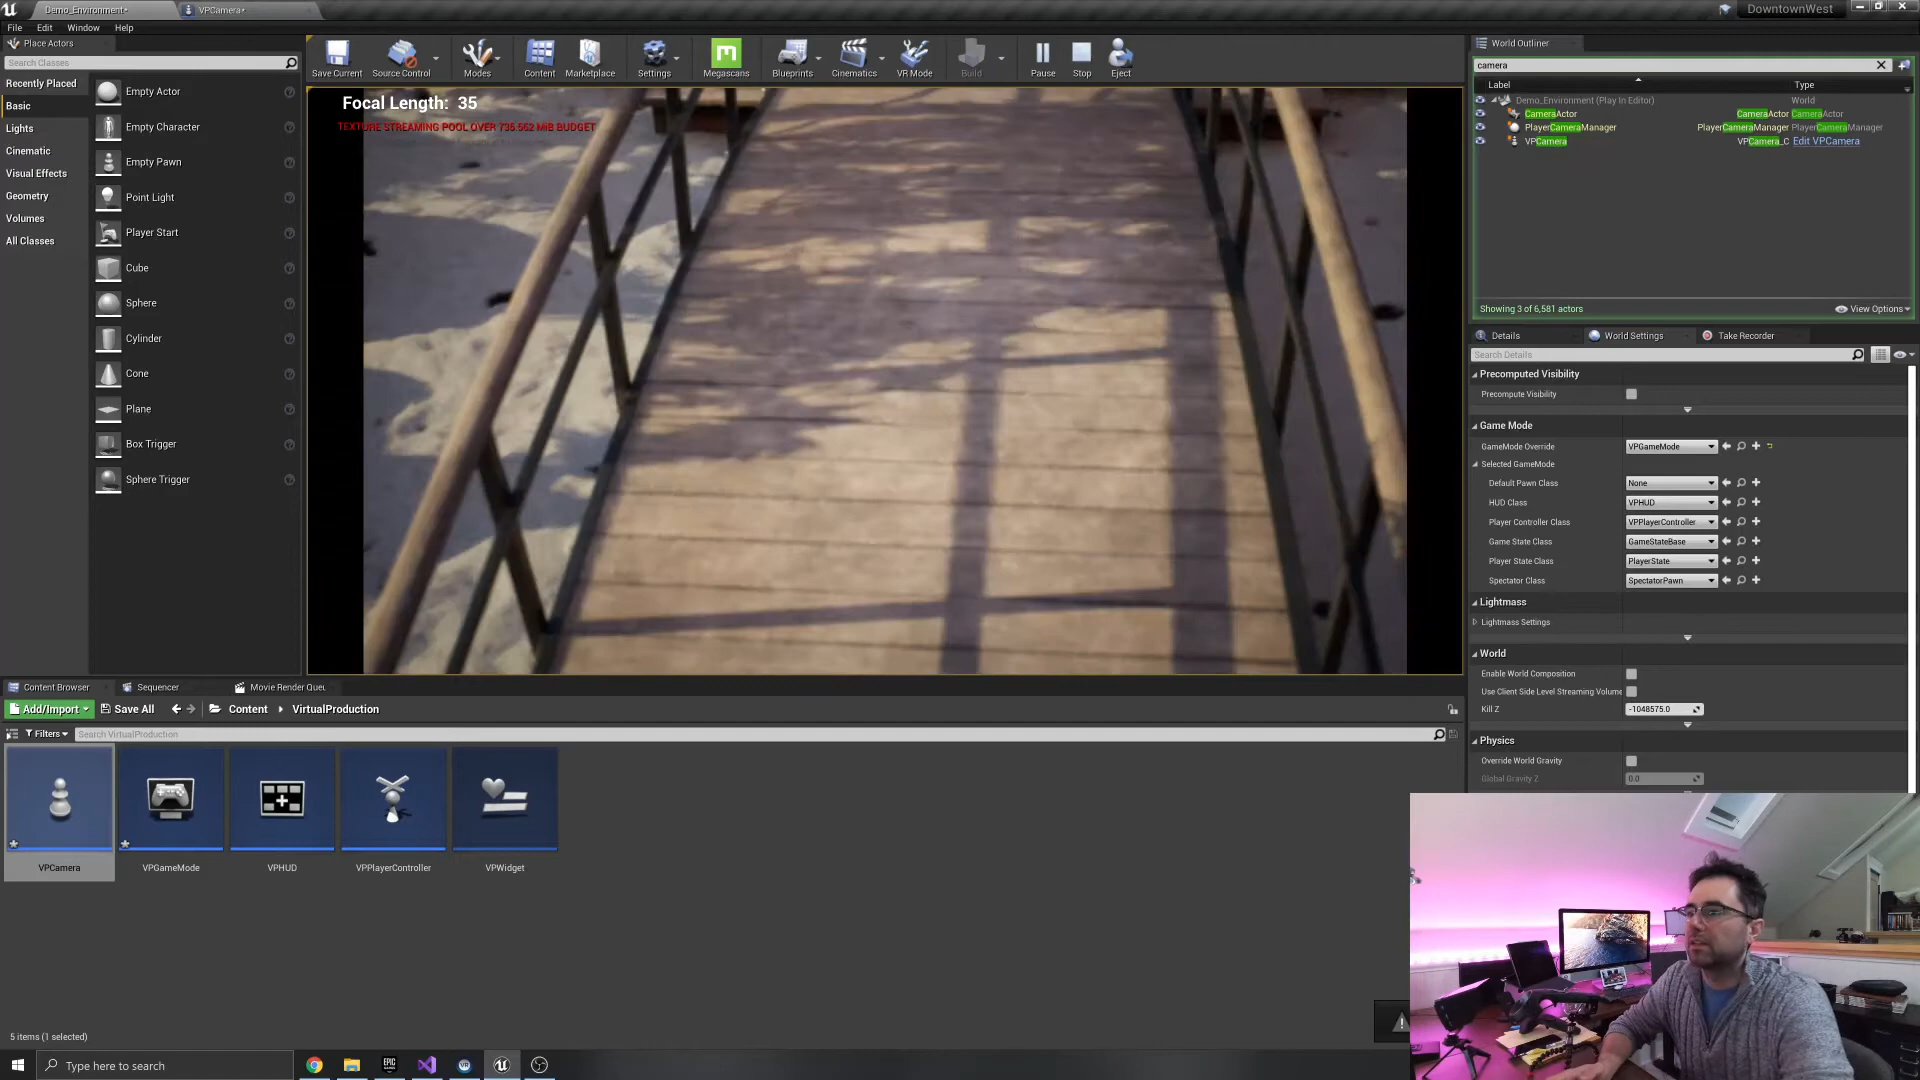 Demo_Environment•
VPCamera•
DowntownWest
File Edit Window Help
Place Actors
Search Classes
Recently Placed
Basic
Lights
Cinematic
Visual Effects
Geometry
Volumes
All Classes
Empty Actor
Empty Character
Empty Pawn
Point Light
Player Start
Cube
Sphere
Cylinder
Cone
Plane
Box Trigger
Sphere Trigger
Save Current
Source Control
Modes
Content
Marketplace
Settings
Megascans
Blueprints
Cinematics
VR Mode
Build
Pause
Stop
Eject
Focal Length: 35
TEXTURE STREAMING POOL OVER 736.562 MiB BUDGET
World Outliner
camera
Label Type
Demo_Environment (Play In Editor) World
CameraActor CameraActor CameraActor
PlayerCameraManager PlayerCameraManager PlayerCameraManager
VPCamera VPCamera_C Edit VPCamera
Showing 3 of 6,581 actors
View Options
Details
World Settings
Take Recorder
Search Details
Precomputed Visibility
Precompute Visibility
Game Mode
GameMode Override VPGameMode
Selected GameMode
Default Pawn Class None
HUD Class VPHUD
Player Controller Class VPPlayerController
Game State Class GameStateBase
Player State Class PlayerState
Spectator Class SpectatorPawn
Lightmass
Lightmass Settings
World
Enable World Composition
Use Client Side Level Streaming Volume
Kill Z -1048575.0
Physics
Override World Gravity
Global Gravity Z 0.0
Content Browser
Sequencer
Movie Render Queu
Add/Import
Save All
Content
VirtualProduction
Filters
Search VirtualProduction
VPCamera
VPGameMode
VPHUD
VPPlayerController
VPWidget
5 items (1 selected)
Type here to search